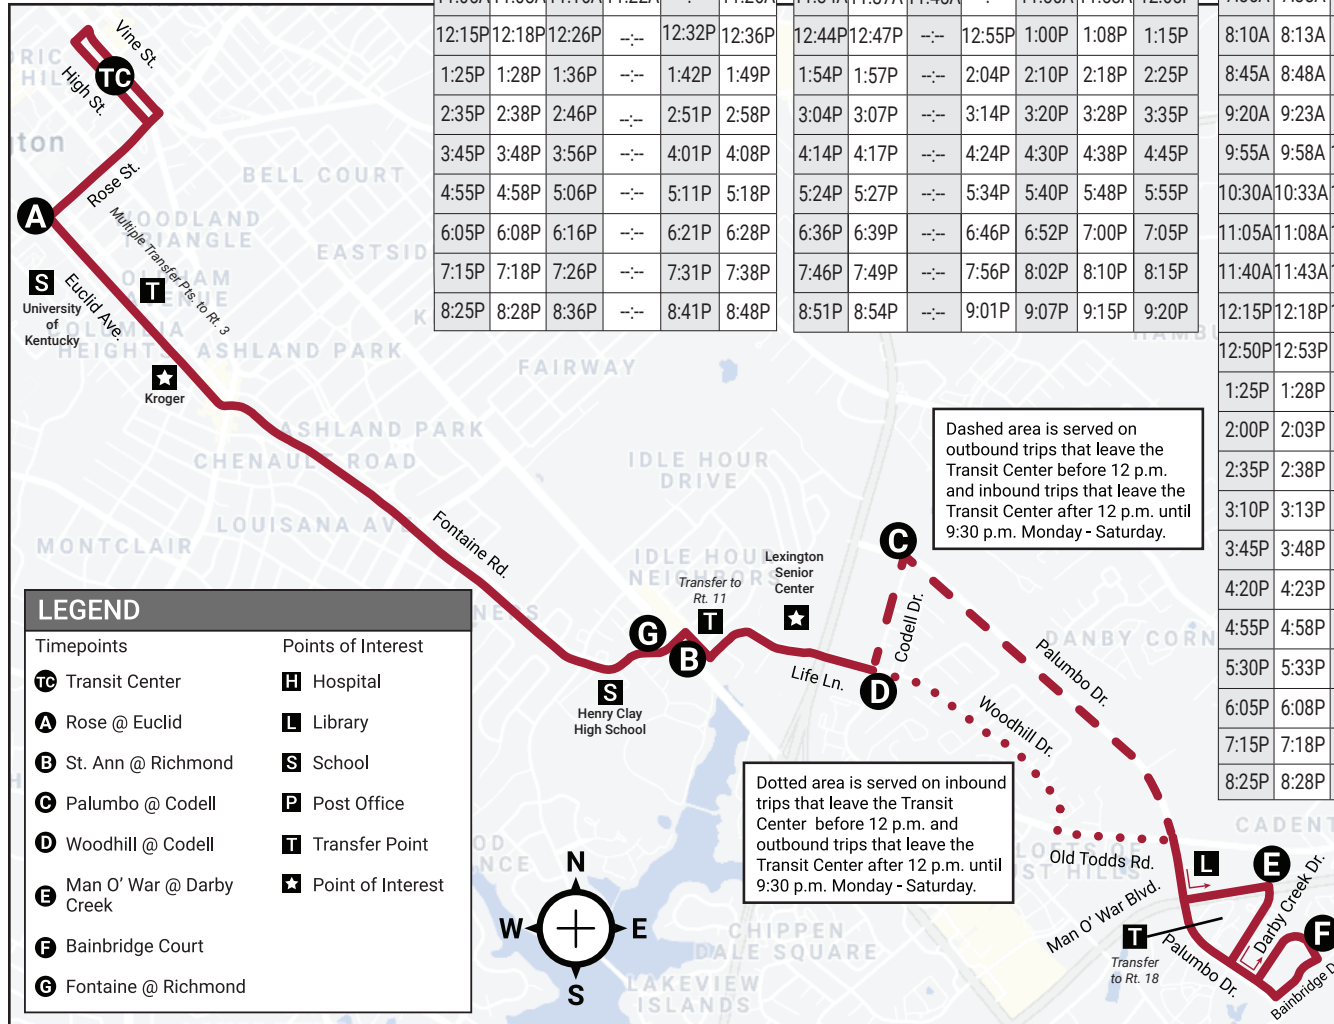 12:15P 12:18P 12:26P --:-- 12:32P 12:36P 12:44P 12:47P --:-- 12:55P 1:00P 1:08P 1:15P
1:25P 1:28P 1:36P --:-- 1:42P 1:49P 1:54P 1:57P --:-- 2:04P 2:10P 2:18P 2:25P
2:35P 2:38P 2:46P --:-- 2:51P 2:58P 3:04P 3:07P --:-- 3:14P 3:20P 3:28P 3:35P
3:45P 3:48P 3:56P --:-- 4:01P 4:08P 4:14P 4:17P --:-- 4:24P 4:30P 4:38P 4:45P
4:55P 4:58P 5:06P --:-- 5:11P 5:18P 5:24P 5:27P --:-- 5:34P 5:40P 5:48P 5:55P
6:05P 6:08P 6:16P --:-- 6:21P 6:28P 6:36P 6:39P --:-- 6:46P 6:52P 7:00P 7:05P
7:15P 7:18P 7:26P --:-- 7:31P 7:38P 7:46P 7:49P --:-- 7:56P 8:02P 8:10P 8:15P
8:25P 8:28P 8:36P --:-- 8:41P 8:48P 8:51P 8:54P --:-- 9:01P 9:07P 9:15P 9:20P
8:10A 8:13A
8:45A 8:48A
9:20A 9:23A
9:55A 9:58A
10:30A 10:33A
11:05A 11:08A
11:40A 11:43A
12:15P 12:18P
12:50P 12:53P
1:25P 1:28P
2:00P 2:03P
2:35P 2:38P
3:10P 3:13P
3:45P 3:48P
4:20P 4:23P
4:55P 4:58P
5:30P 5:33P
6:05P 6:08P
7:15P 7:18P
8:25P 8:28P
Vine St.
TC
High St.
Rose St.
BELL COURT
A
WOODLAND
TRIANGLE
Multiple Transfer Pts. to Rt. 3
EASTSID
S
University
of
Kentucky
T
Euclid Ave.
HEIGHTS
ASHLAND PARK
Kroger
FAIRWAY
ASHLAND PARK
CHENAULT ROAD
LOUISANA AV
MONTCLAIR
Fontaine Rd.
IDLE HOUR
DRIVE
IDLE HOUR
NEIGHBORS
Dashed area is served on
outbound trips that leave the
Transit Center before 12 p.m.
and inbound trips that leave the
Transit Center after 12 p.m. until
9:30 p.m. Monday - Saturday.
C
Lexington
Senior
Center
Transfer to
Rt. 11
T
G
B
S
Henry Clay
High School
Life Ln.
D
Codell Dr.
Palumbo Dr.
DANBY CORN
Woodhill Dr.
Dotted area is served on inbound
trips that leave the Transit
Center before 12 p.m. and
outbound trips that leave the
Transit Center after 12 p.m. until
9:30 p.m. Monday - Saturday.
CADENT
LOFTS OF
UST HILLS
Old Todds Rd.
L
E
Man O' War Blvd.
Darby Creek Dr.
T
Transfer
to Rt. 18
Palumbo Dr.
F
Bainbridge D
CHIPPEN
DALE SQUARE
LAKEVIEW
ISLANDS
N
W E
S
LEGEND
Timepoints
TC Transit Center
A Rose @ Euclid
B St. Ann @ Richmond
C Palumbo @ Codell
D Woodhill @ Codell
E Man O' War @ Darby
Creek
F Bainbridge Court
G Fontaine @ Richmond
Points of Interest
H Hospital
L Library
S School
P Post Office
T Transfer Point
Point of Interest